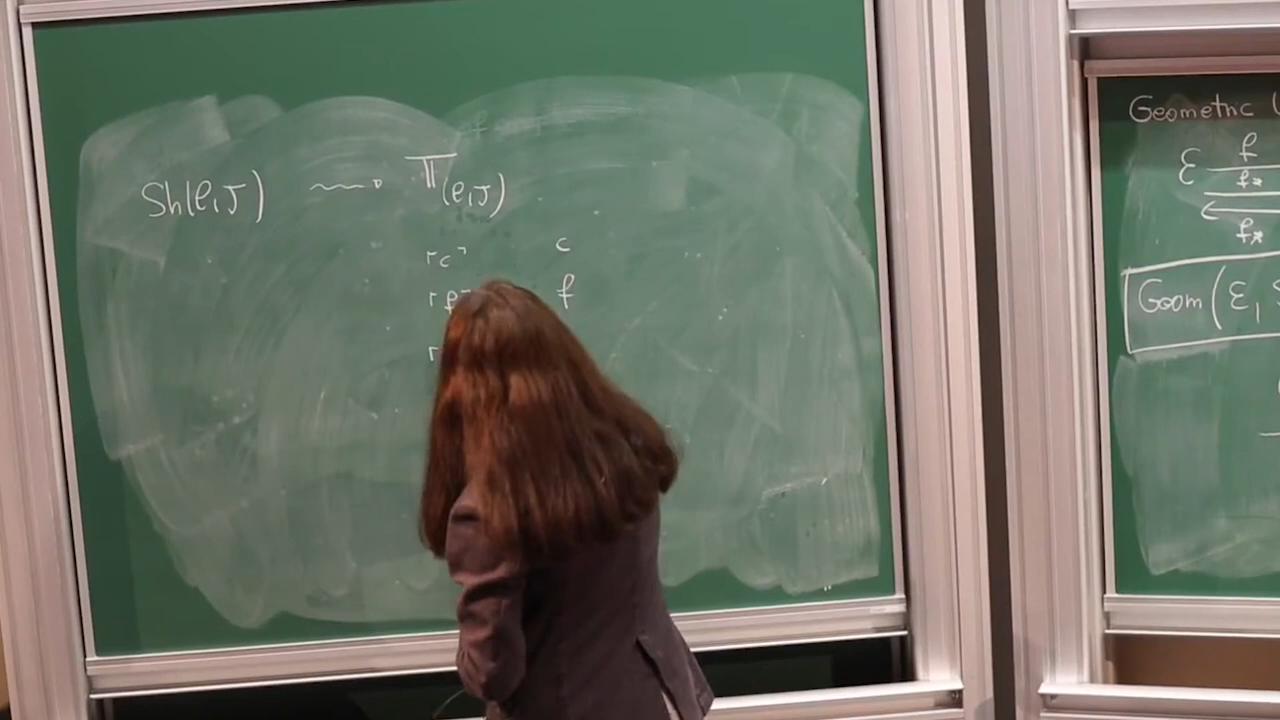 Sh(C,J) ⇝ 𝕋(C,J)
⌜c⌝ c
⌜f⌝ f
⌜
Geometric (
ℰ f
f*
f*
Geom(ℰ, S